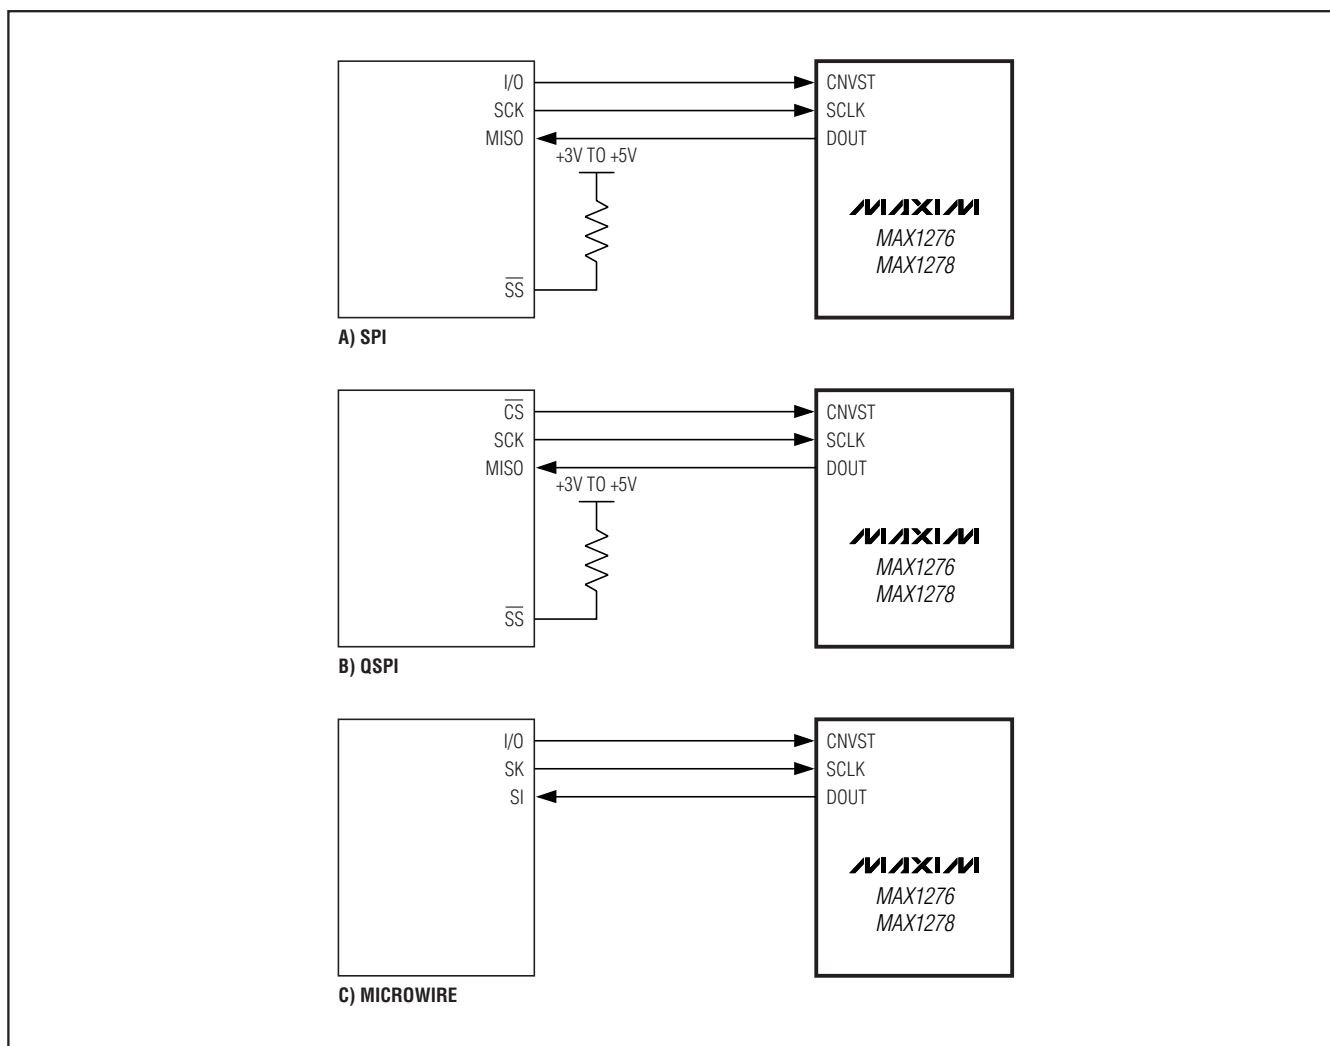 I/O
SCK
MISO
+3V TO +5V
SS
CNVST
SCLK
DOUT
MAXIM
MAX1276
MAX1278
A) SPI
CS
SCK
MISO
+3V TO +5V
SS
CNVST
SCLK
DOUT
MAXIM
MAX1276
MAX1278
B) QSPI
I/O
SK
SI
CNVST
SCLK
DOUT
MAXIM
MAX1276
MAX1278
C) MICROWIRE